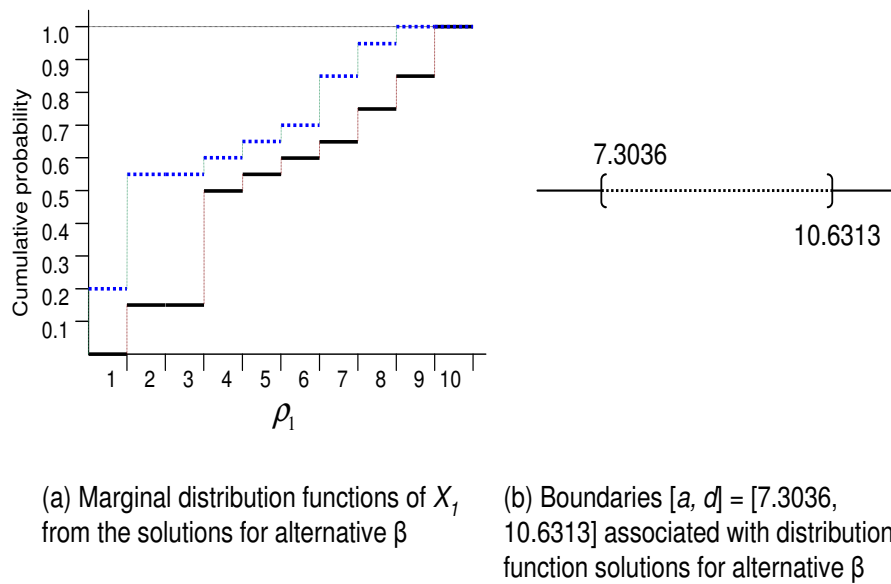 1.0
0.9
0.8
0.7
0.6
0.5
0.4
0.3
0.2
0.1
Cumulative probability
1 2 3 4 5 6 7 8 9 10
ρ₁
7.3036
10.6313
(a) Marginal distribution functions of X₁
from the solutions for alternative β
(b) Boundaries [a, d] = [7.3036,
10.6313] associated with distribution
function solutions for alternative β